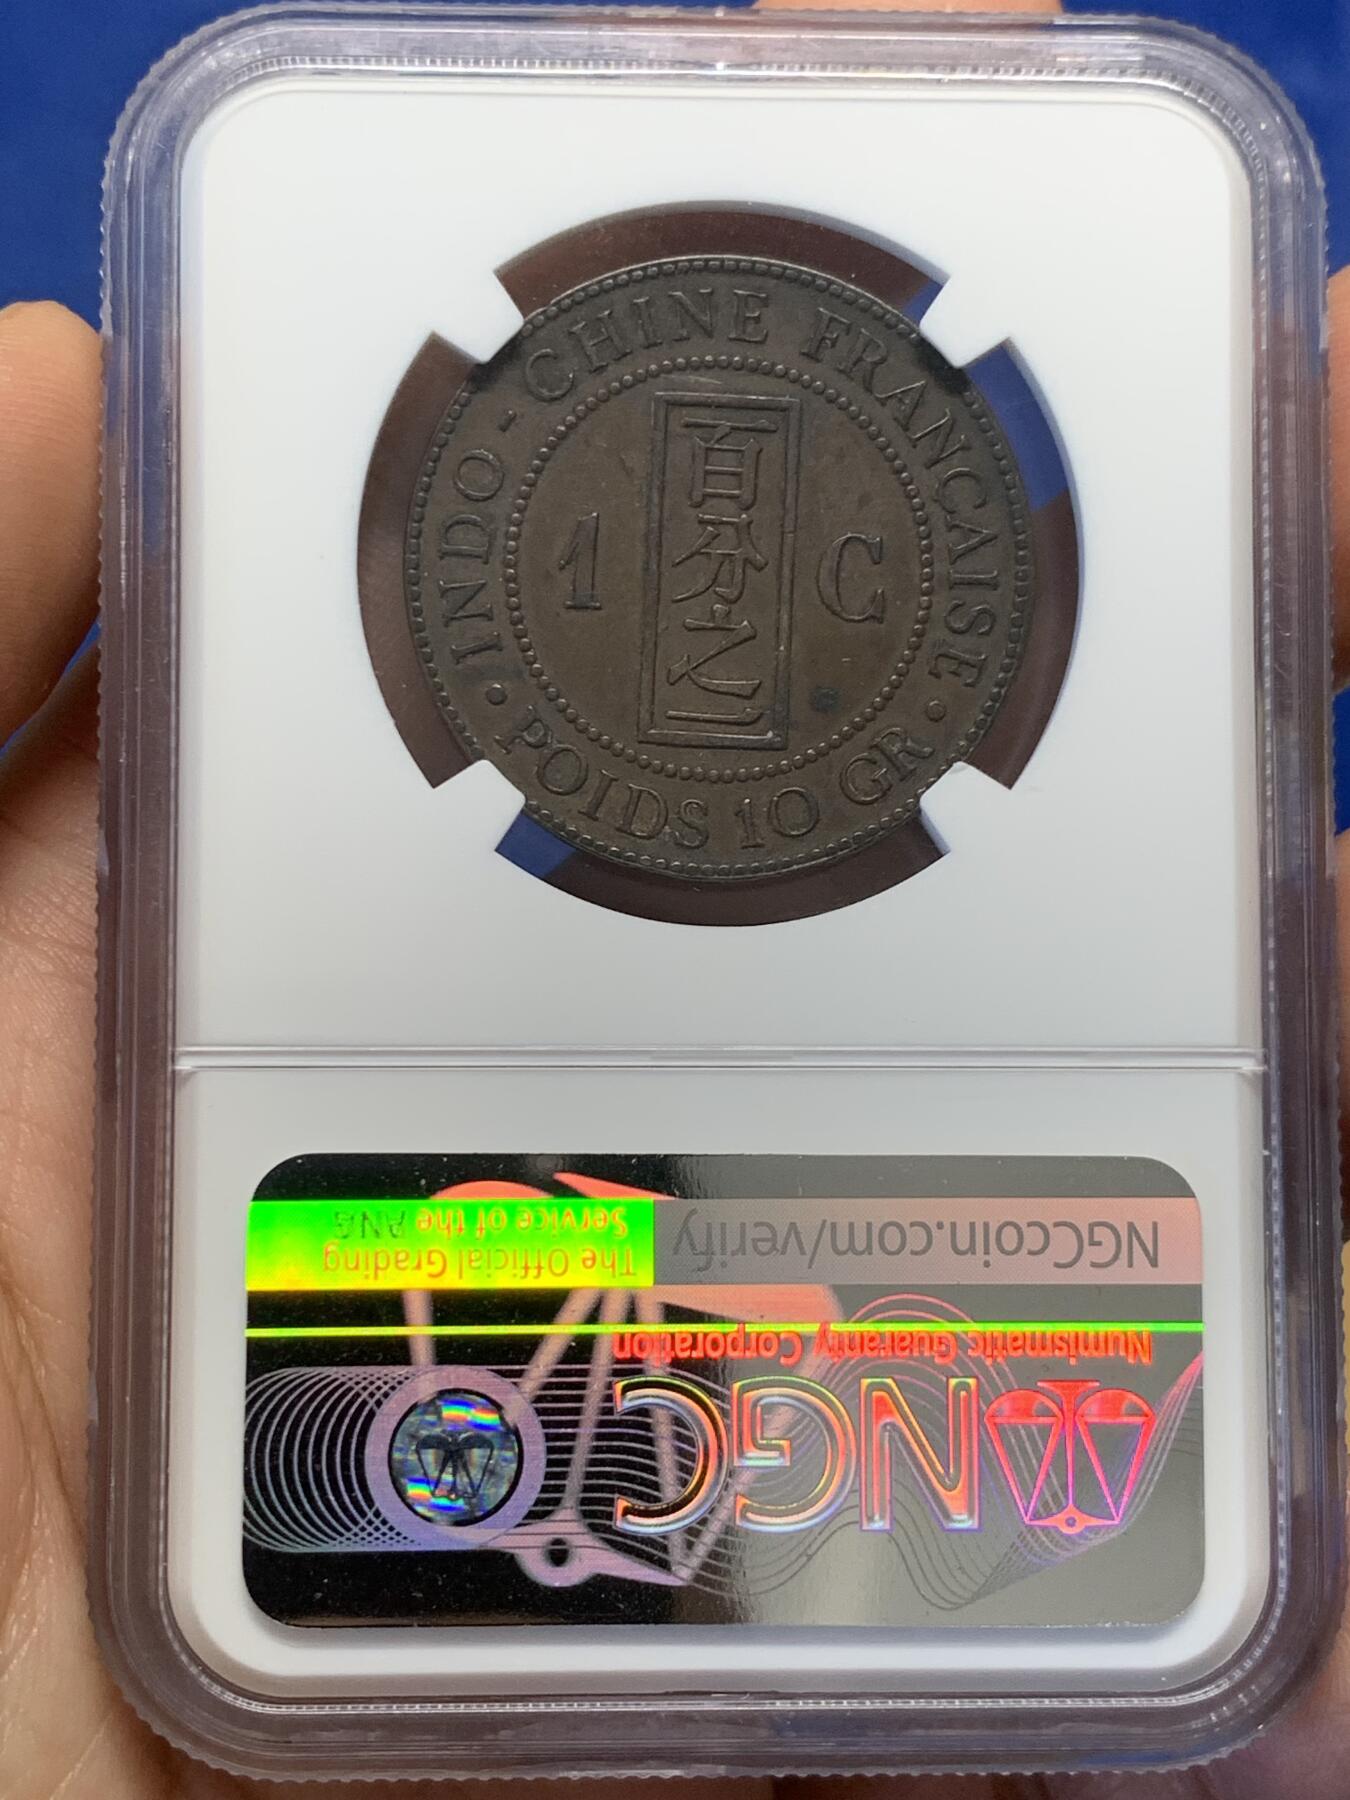 INDO - CHINE FRANÇAISE
1 C
百分之一
• POIDS 10 GR •
NGC
Numismatic Guaranty Corporation
NGCcoin.com/verify
The Official Grading
Service of the ANA